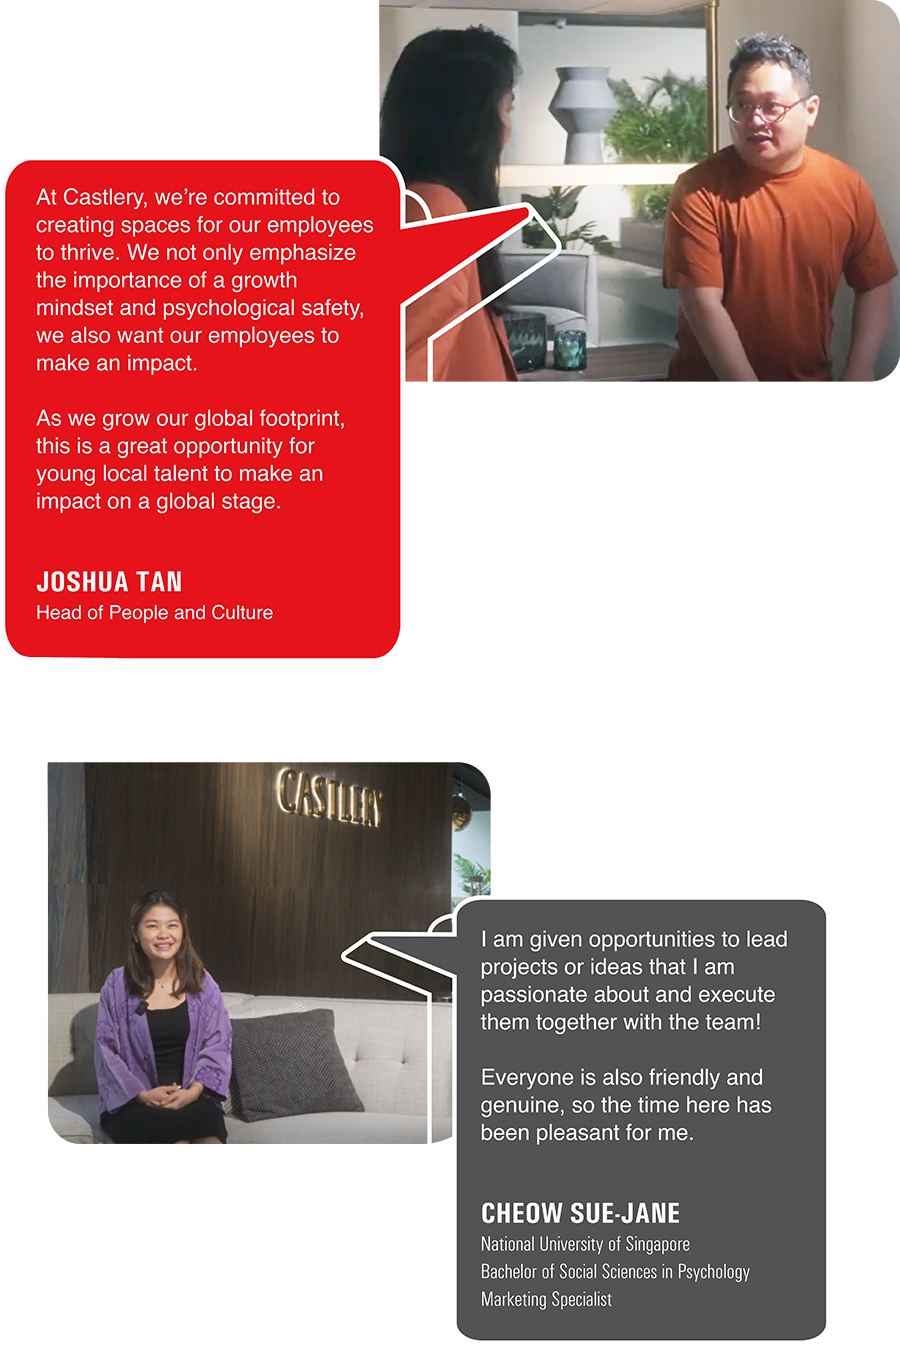 At Castlery, we’re committed to
creating spaces for our employees
to thrive. We not only emphasize
the importance of a growth
mindset and psychological safety,
we also want our employees to
make an impact.
As we grow our global footprint,
this is a great opportunity for
young local talent to make an
impact on a global stage.
JOSHUA TAN
Head of People and Culture
CASTLERY
I am given opportunities to lead
projects or ideas that I am
passionate about and execute
them together with the team!
Everyone is also friendly and
genuine, so the time here has
been pleasant for me.
CHEOW SUE-JANE
National University of Singapore
Bachelor of Social Sciences in Psychology
Marketing Specialist